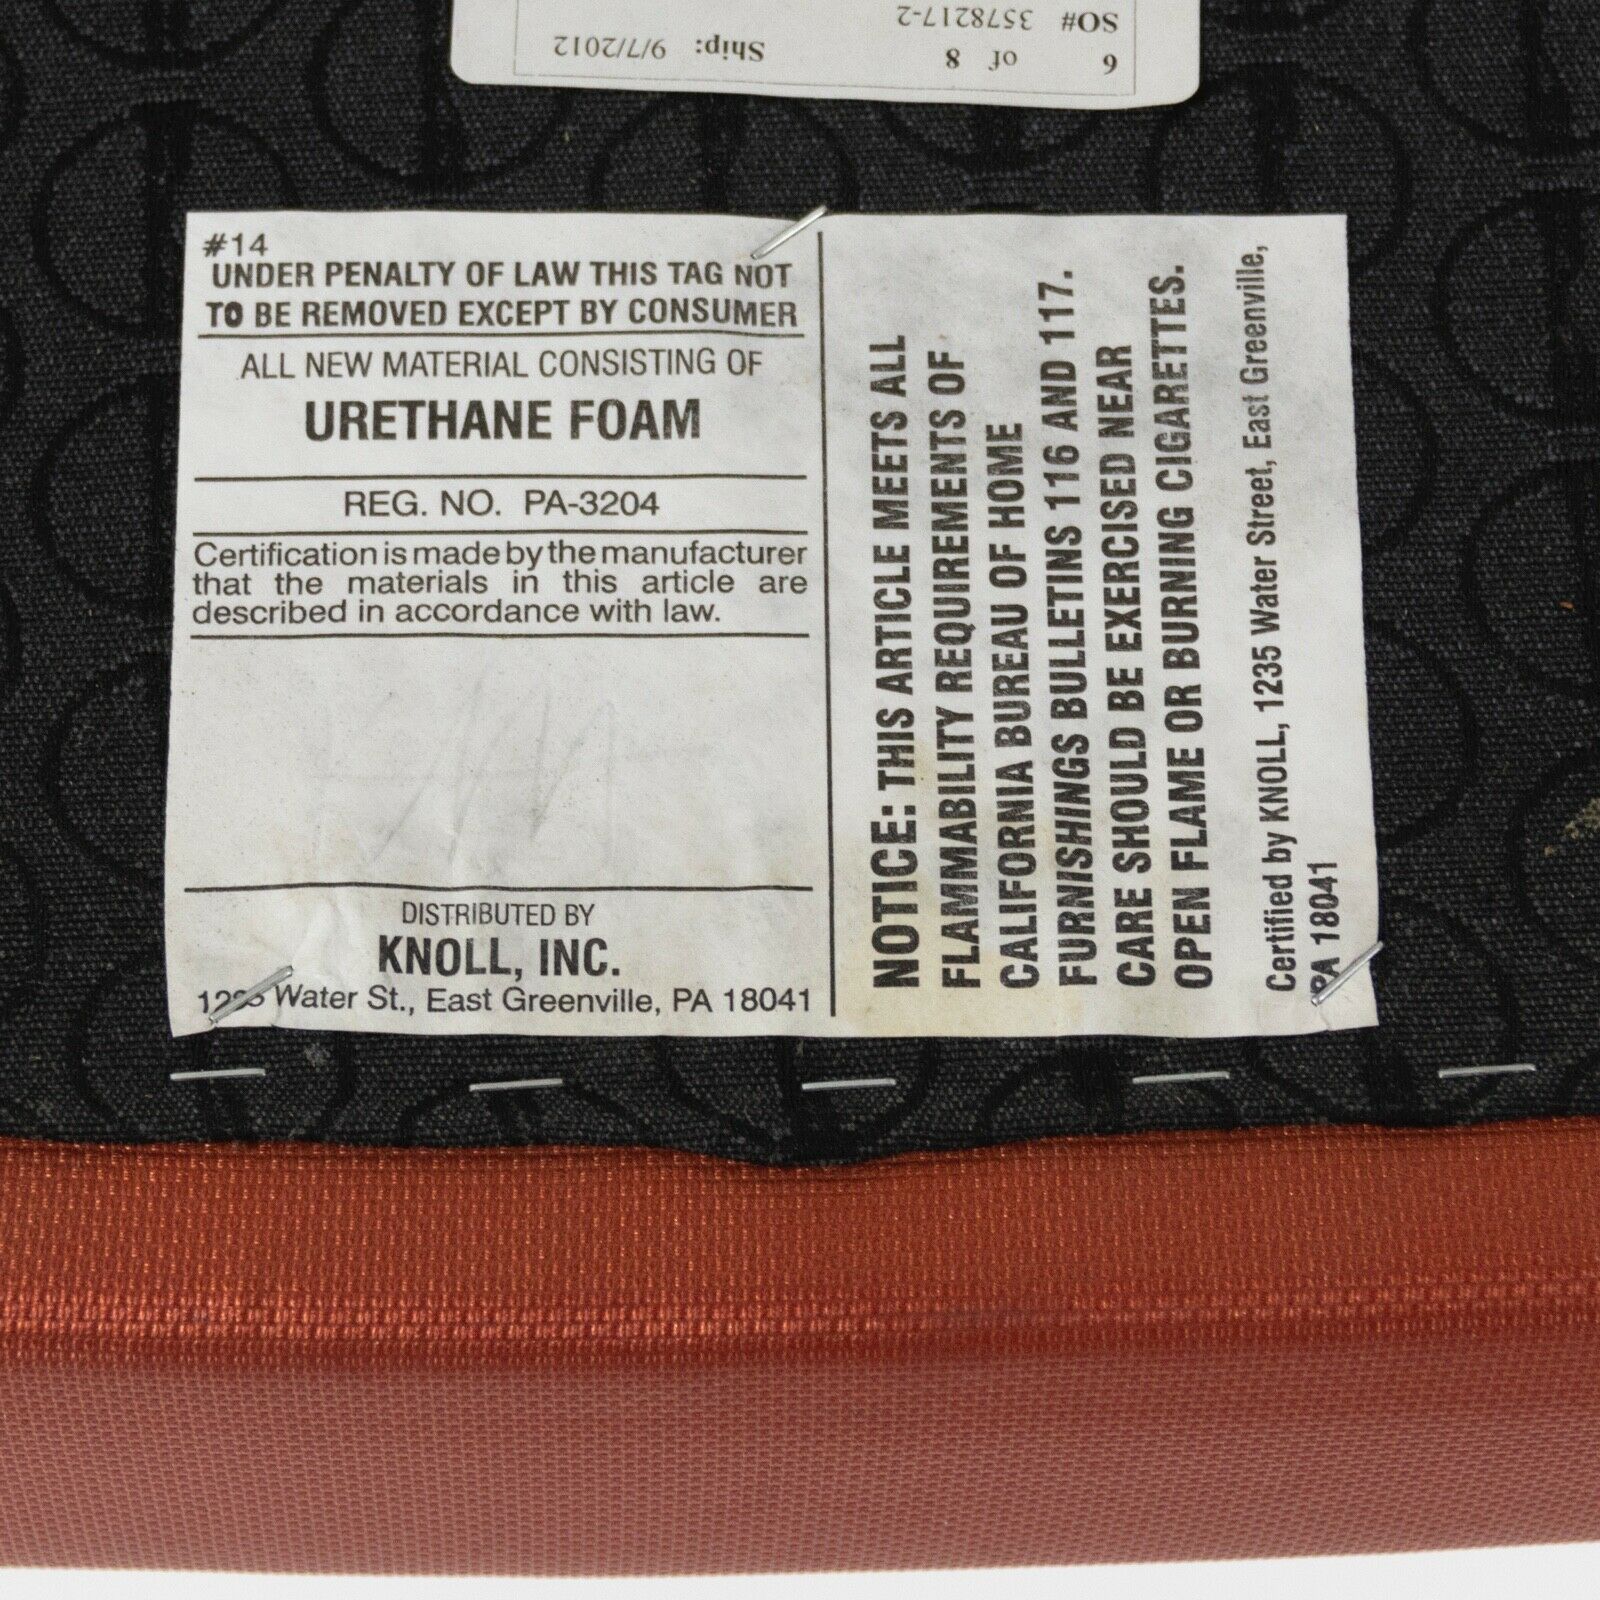 SO# 3578217-2
6 of 8 Ship: 9/7/2012
#14
UNDER PENALTY OF LAW THIS TAG NOT
TO BE REMOVED EXCEPT BY CONSUMER
ALL NEW MATERIAL CONSISTING OF
URETHANE FOAM
REG. NO. PA-3204
Certification is made by the manufacturer
that the materials in this article are
described in accordance with law.
DISTRIBUTED BY
KNOLL, INC.
1235 Water St., East Greenville, PA 18041
NOTICE: THIS ARTICLE MEETS ALL
FLAMMABILITY REQUIREMENTS OF
CALIFORNIA BUREAU OF HOME
FURNISHINGS BULLETINS 116 AND 117.
CARE SHOULD BE EXERCISED NEAR
OPEN FLAME OR BURNING CIGARETTES.
Certified by KNOLL, 1235 Water Street, East Greenville,
PA 18041